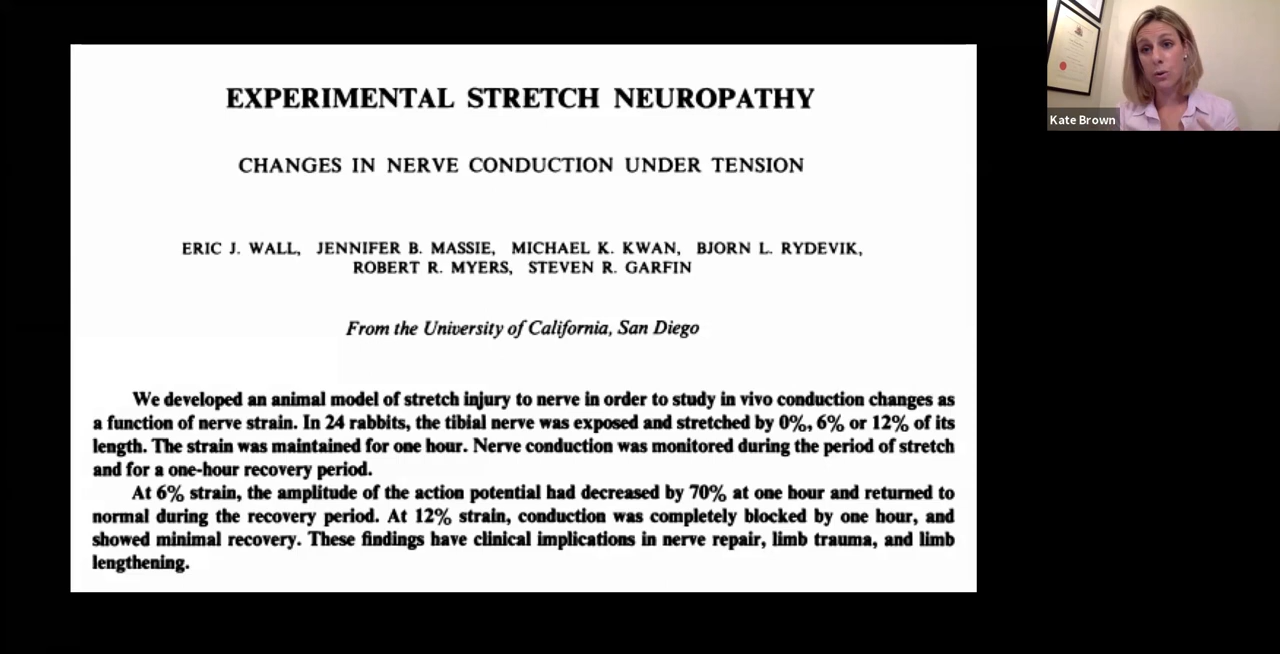 EXPERIMENTAL STRETCH NEUROPATHY
CHANGES IN NERVE CONDUCTION UNDER TENSION
ERIC J. WALL, JENNIFER B. MASSIE, MICHAEL K. KWAN, BJORN L. RYDEVIK,
ROBERT R. MYERS, STEVEN R. GARFIN
From the University of California, San Diego
We developed an animal model of stretch injury to nerve in order to study in vivo conduction changes as
a function of nerve strain. In 24 rabbits, the tibial nerve was exposed and stretched by 0%, 6% or 12% of its
length. The strain was maintained for one hour. Nerve conduction was monitored during the period of stretch
and for a one-hour recovery period.
At 6% strain, the amplitude of the action potential had decreased by 70% at one hour and returned to
normal during the recovery period. At 12% strain, conduction was completely blocked by one hour, and
showed minimal recovery. These findings have clinical implications in nerve repair, limb trauma, and limb
lengthening.
Kate Brown